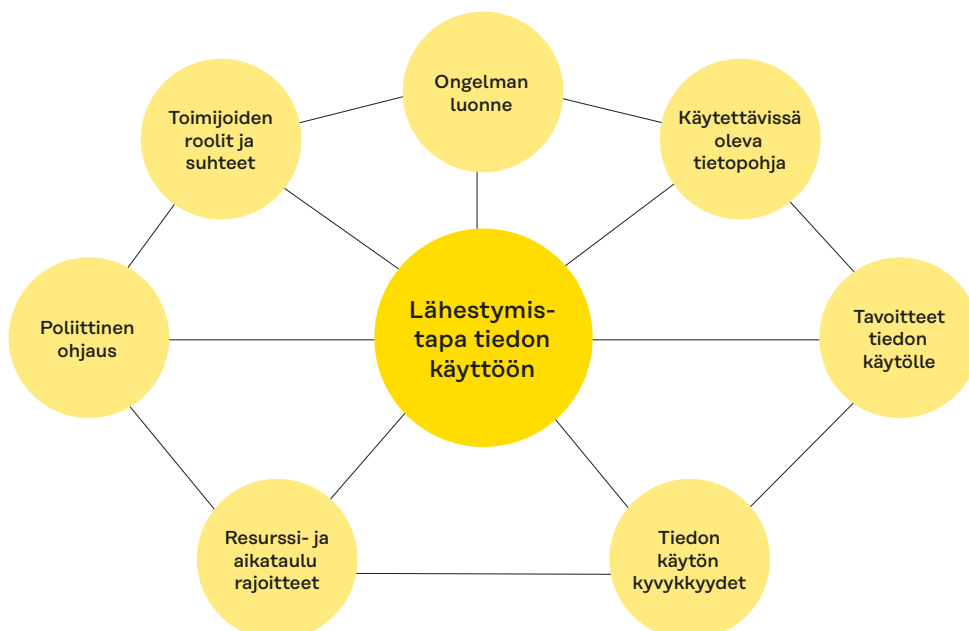 Ongelman
luonne
Toimijoiden
roolit ja
suhteet
Käytettävissä
oleva
tietopohja
Lähestymis-
tapa tiedon
käyttöön
Poliittinen
ohjaus
Tavoitteet
tiedon
käytölle
Resurssi- ja
aikataulu
rajoitteet
Tiedon
käytön
kyvykkyydet